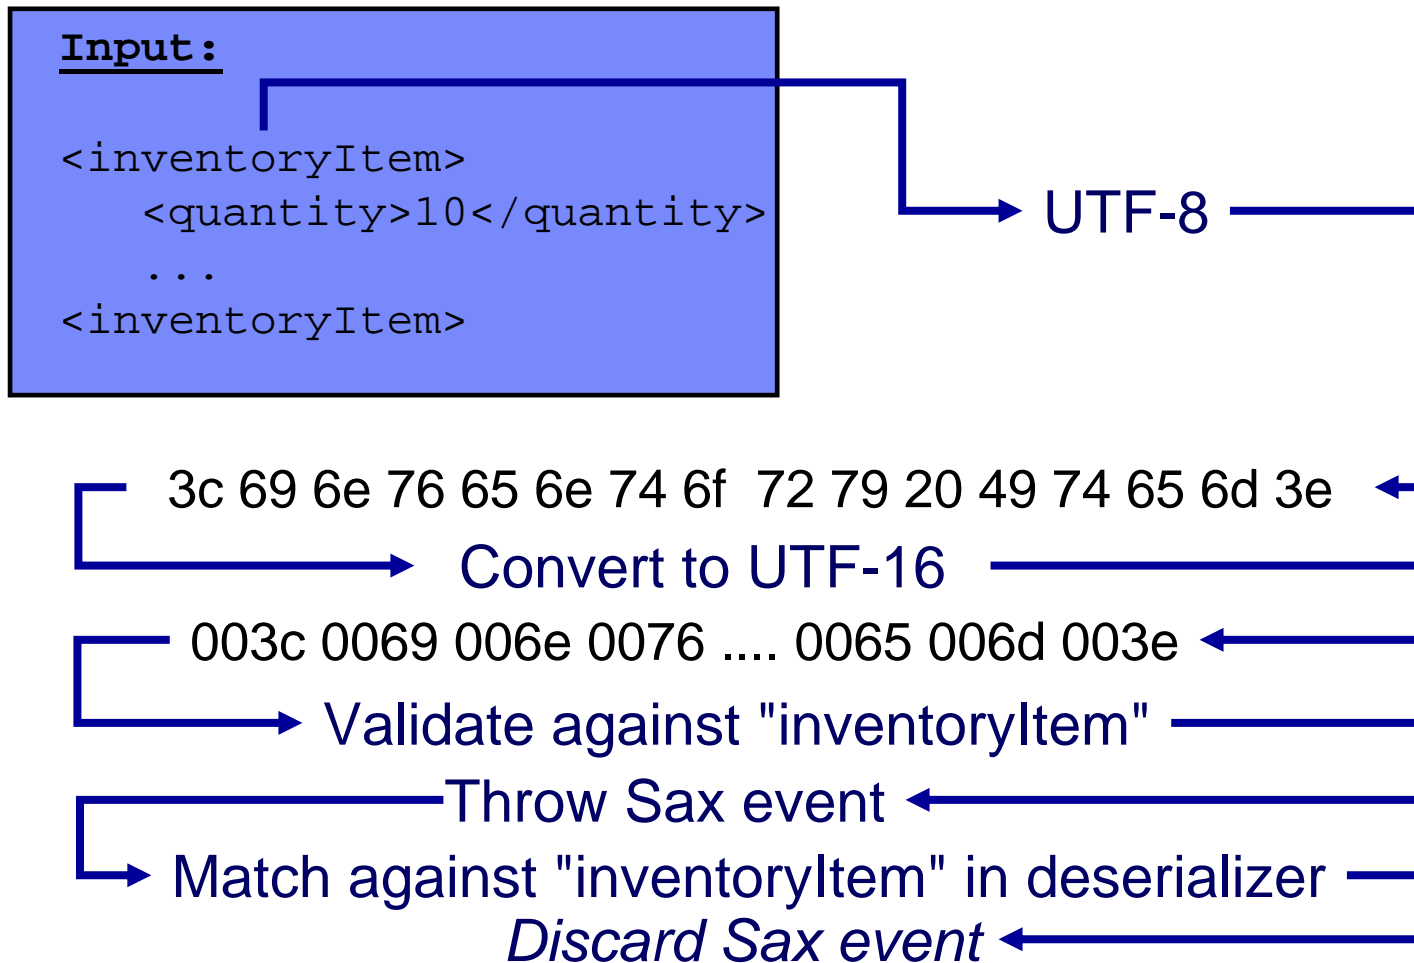 Input:
<inventoryItem>
<quantity>10</quantity>
...
<inventoryItem>
UTF-8
3c 69 6e 76 65 6e 74 6f 72 79 20 49 74 65 6d 3e
Convert to UTF-16
003c 0069 006e 0076 .... 0065 006d 003e
Validate against "inventoryItem"
Throw Sax event
Match against "inventoryItem" in deserializer
Discard Sax event